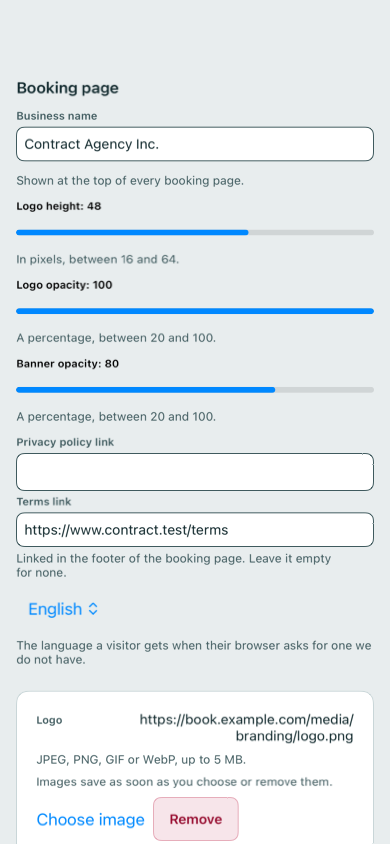 Booking page
Business name
Contract Agency Inc.
Shown at the top of every booking page.
Logo height: 48
In pixels, between 16 and 64.
Logo opacity: 100
A percentage, between 20 and 100.
Banner opacity: 80
A percentage, between 20 and 100.
Privacy policy link
Terms link
https://www.contract.test/terms
Linked in the footer of the booking page. Leave it empty
for none.
English
The language a visitor gets when their browser asks for one we
do not have.
Logo
https://book.example.com/media/
branding/logo.png
JPEG, PNG, GIF or WebP, up to 5 MB.
Images save as soon as you choose or remove them.
Choose image
Remove